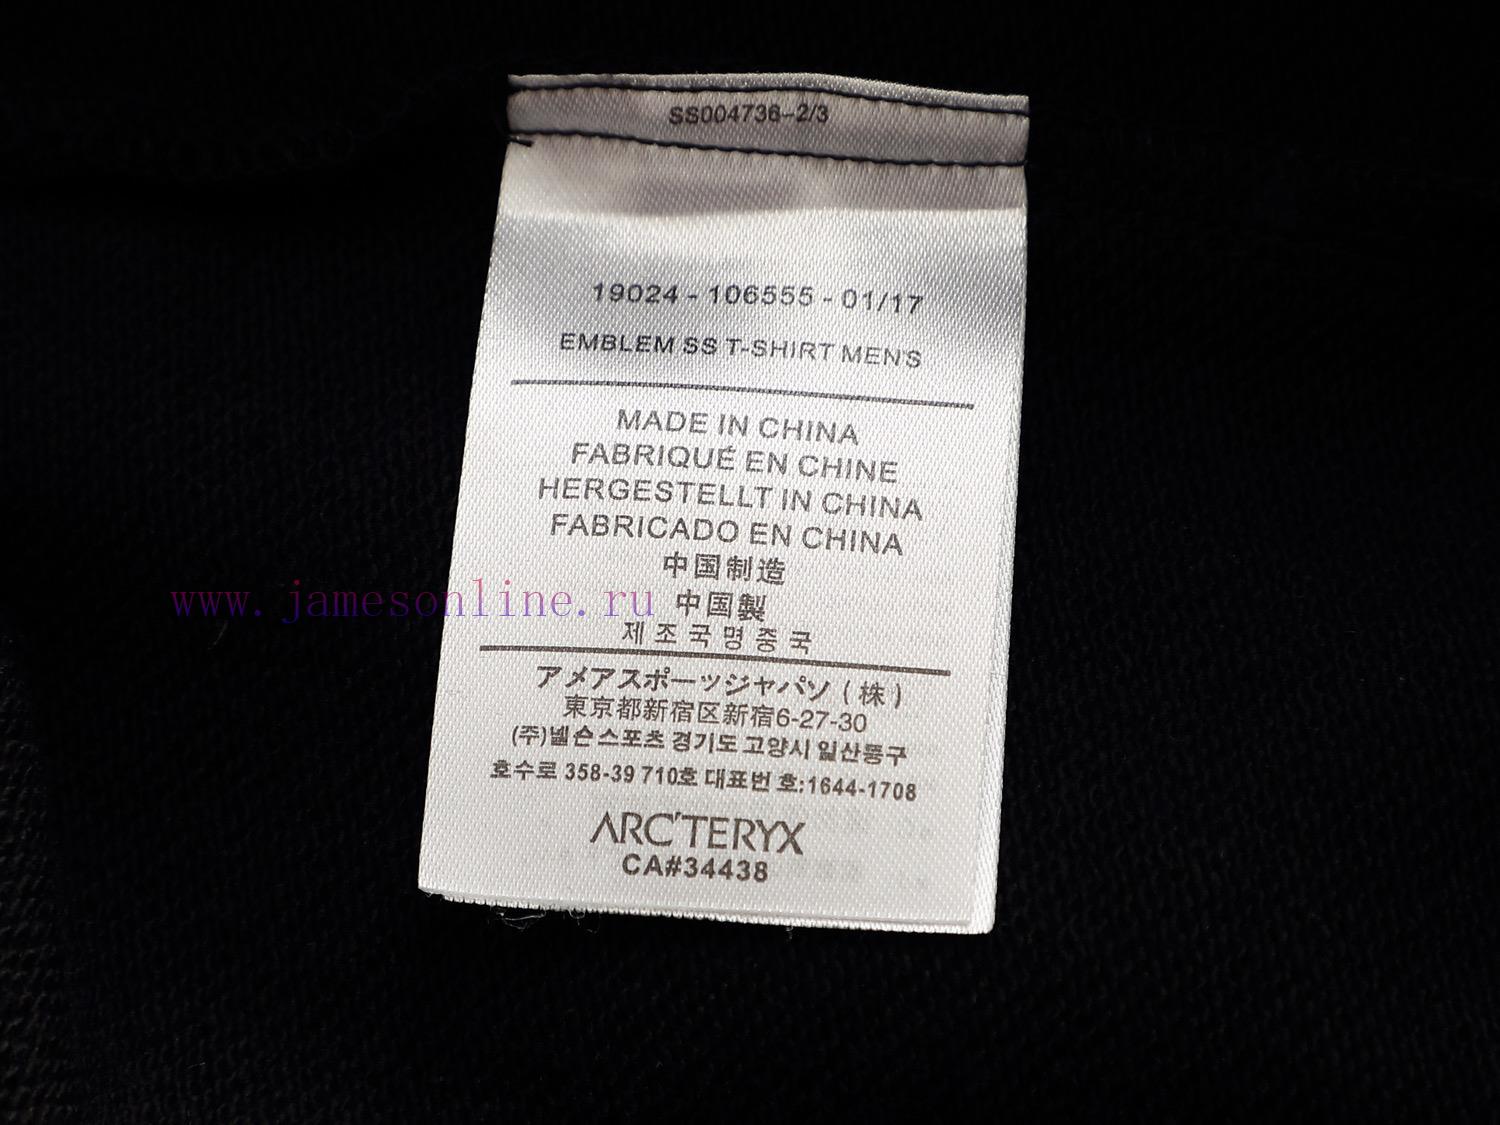 SS004736-2/3
19024 - 106555 - 01/17
EMBLEM SS T-SHIRT MEN'S
MADE IN CHINA
FABRIQUÉ EN CHINE
HERGESTELLT IN CHINA
FABRICADO EN CHINA
中国制造
www.jamesonline.ru
中国製
제조국명중국
アメアスポーツジャパソ(株)
東京都新宿区新宿6-27-30
(주)넬슨스포츠 경기도 고양시 일산동구
호수로 358-39 710호 대표번 호:1644-1708
ARC'TERYX
CA#34438